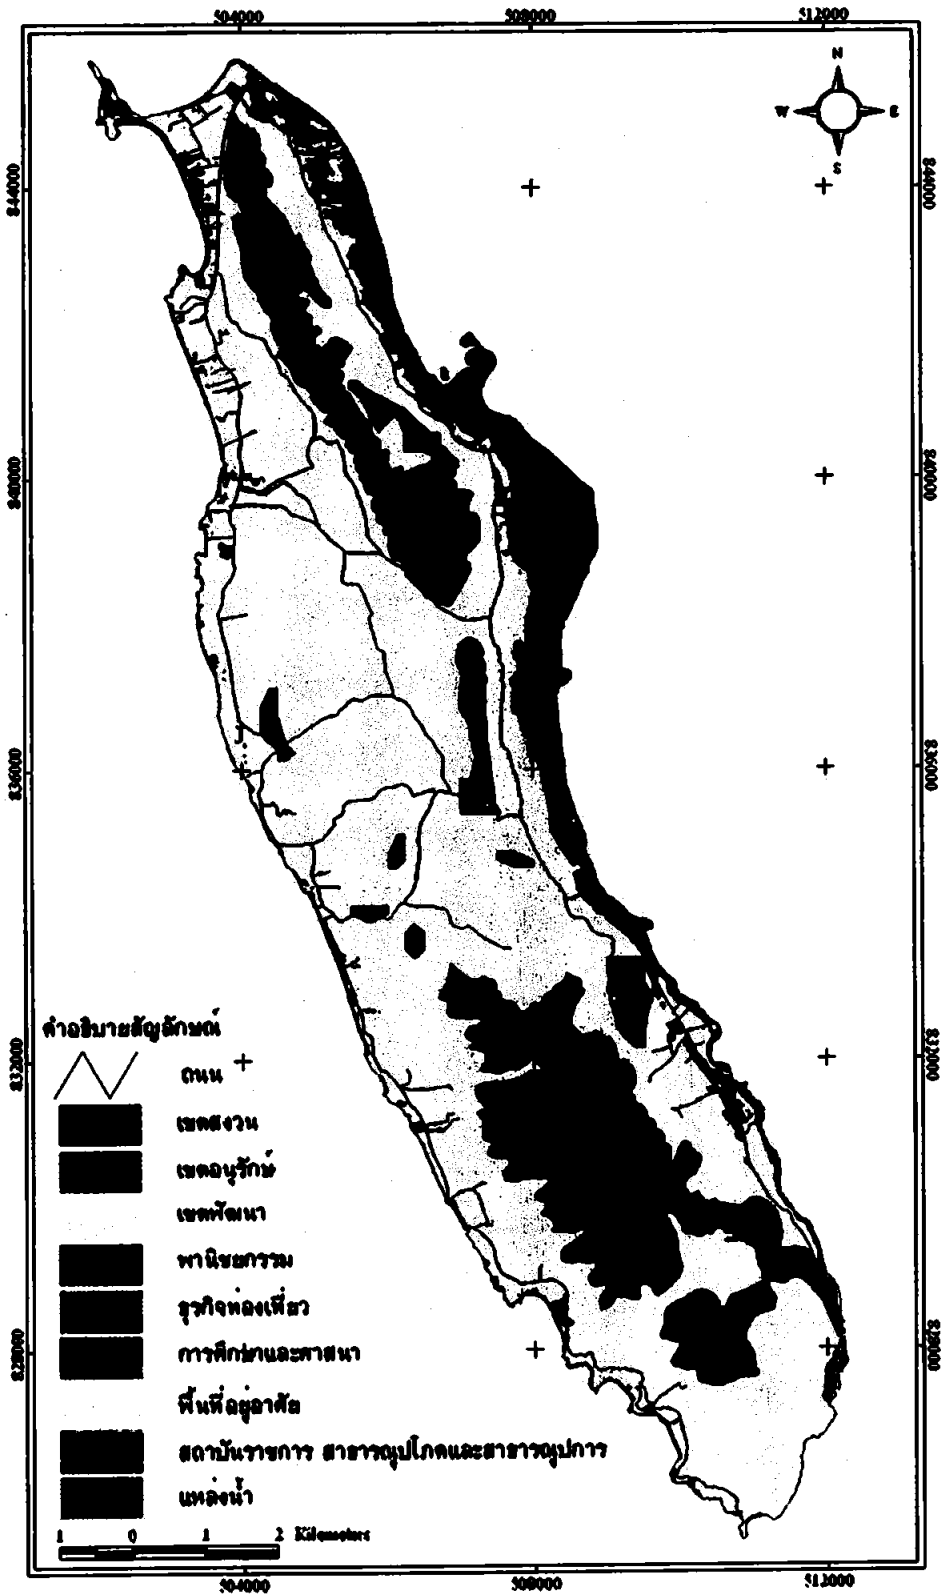 504000 508000 512000
N
W E
S
844000 844000
840000 840000
836000 836000
832000 832000
828000 828000
คำอธิบายสัญลักษณ์
ถนน
เขตสงวน
เขตอนุรักษ์
เขตพัฒนา
พานิชยกรรม
ธุรกิจท่องเที่ยว
การศึกษาและศาสนา
พื้นที่อยู่อาศัย
สถาบันราชการ สาธารณูปโภคและสาธารณูปการ
แหล่งน้ำ
1 0 1 2 Kilometers
504000 508000 512000